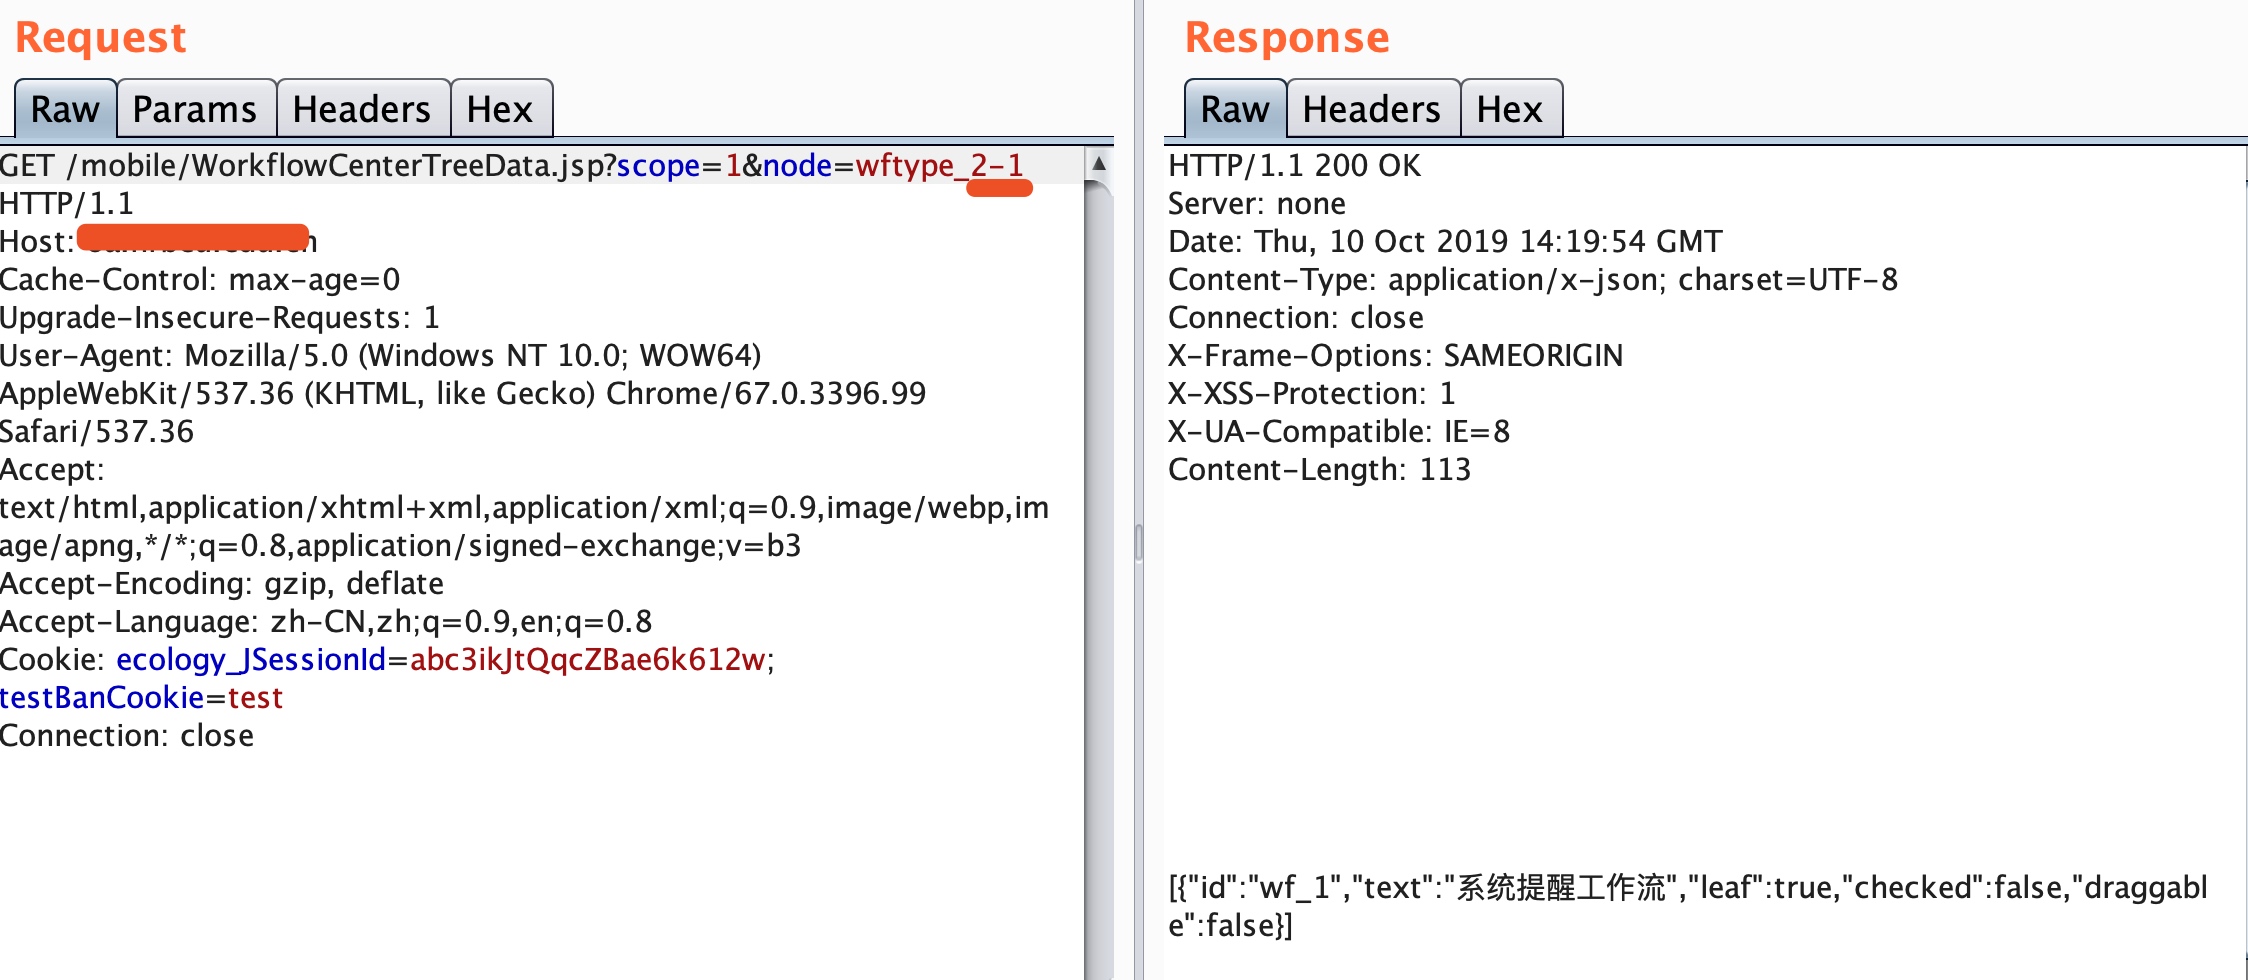 Request
Raw Params Headers Hex
GET /mobile/WorkflowCenterTreeData.jsp?scope=1&node=wftype_2-1
HTTP/1.1
Host:
Cache-Control: max-age=0
Upgrade-Insecure-Requests: 1
User-Agent: Mozilla/5.0 (Windows NT 10.0; WOW64)
AppleWebKit/537.36 (KHTML, like Gecko) Chrome/67.0.3396.99
Safari/537.36
Accept:
text/html,application/xhtml+xml,application/xml;q=0.9,image/webp,im
age/apng,*/*;q=0.8,application/signed-exchange;v=b3
Accept-Encoding: gzip, deflate
Accept-Language: zh-CN,zh;q=0.9,en;q=0.8
Cookie: ecology_JSessionId=abc3ikJtQqcZBae6k612w;
testBanCookie=test
Connection: close
Response
Raw Headers Hex
HTTP/1.1 200 OK
Server: none
Date: Thu, 10 Oct 2019 14:19:54 GMT
Content-Type: application/x-json; charset=UTF-8
Connection: close
X-Frame-Options: SAMEORIGIN
X-XSS-Protection: 1
X-UA-Compatible: IE=8
Content-Length: 113
[{"id":"wf_1","text":"系统提醒工作流","leaf":true,"checked":false,"draggabl
e":false}]